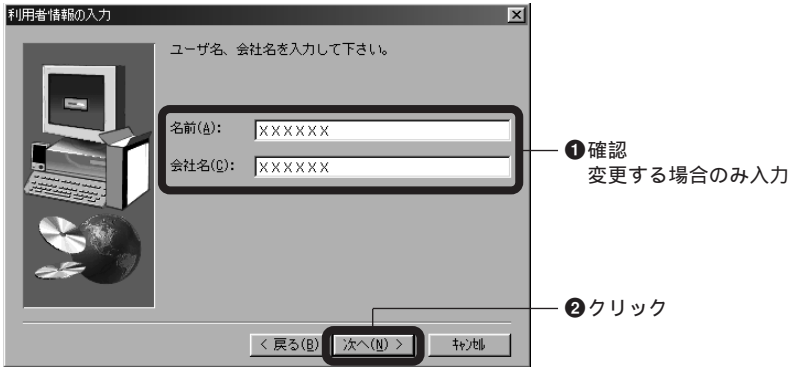 利用者情報の入力
ユーザ名、会社名を入力して下さい。
名前(A): XXXXXX
会社名(C): XXXXXX
❶確認
変更する場合のみ入力
❷クリック
< 戻る(B) 次へ(N) > キャンセル